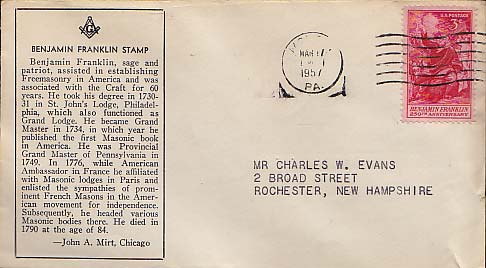 BENJAMIN FRANKLIN STAMP
Benjamin Franklin, sage and
patriot, assisted in establishing
Freemasonry in America and
was associated with the Craft for 60
years. He took his degree in 1730-
31 in St. John's Lodge, Philadel-
phia, which also functioned as
Grand Lodge. He became Grand
Master in 1734, in which year he
published the first Masonic book
in America. He was Provincial
Grand Master of Pennsylvania in
1749. In 1776, while American
Ambassador in France he affiliated
with Masonic lodges in Paris and
enlisted the sympathies of prom-
inent French Masons in the Amer-
ican movement for independence.
Subsequently, he headed various
Masonic bodies there. He died in
1790 at the age of 84.
—John A. Mirt, Chicago
MAR 17
1957
PA.
U.S. POSTAGE
3¢
BENJAMIN FRANKLIN
250TH ANNIVERSARY
MR CHARLES W. EVANS
2 BROAD STREET
ROCHESTER, NEW HAMPSHIRE